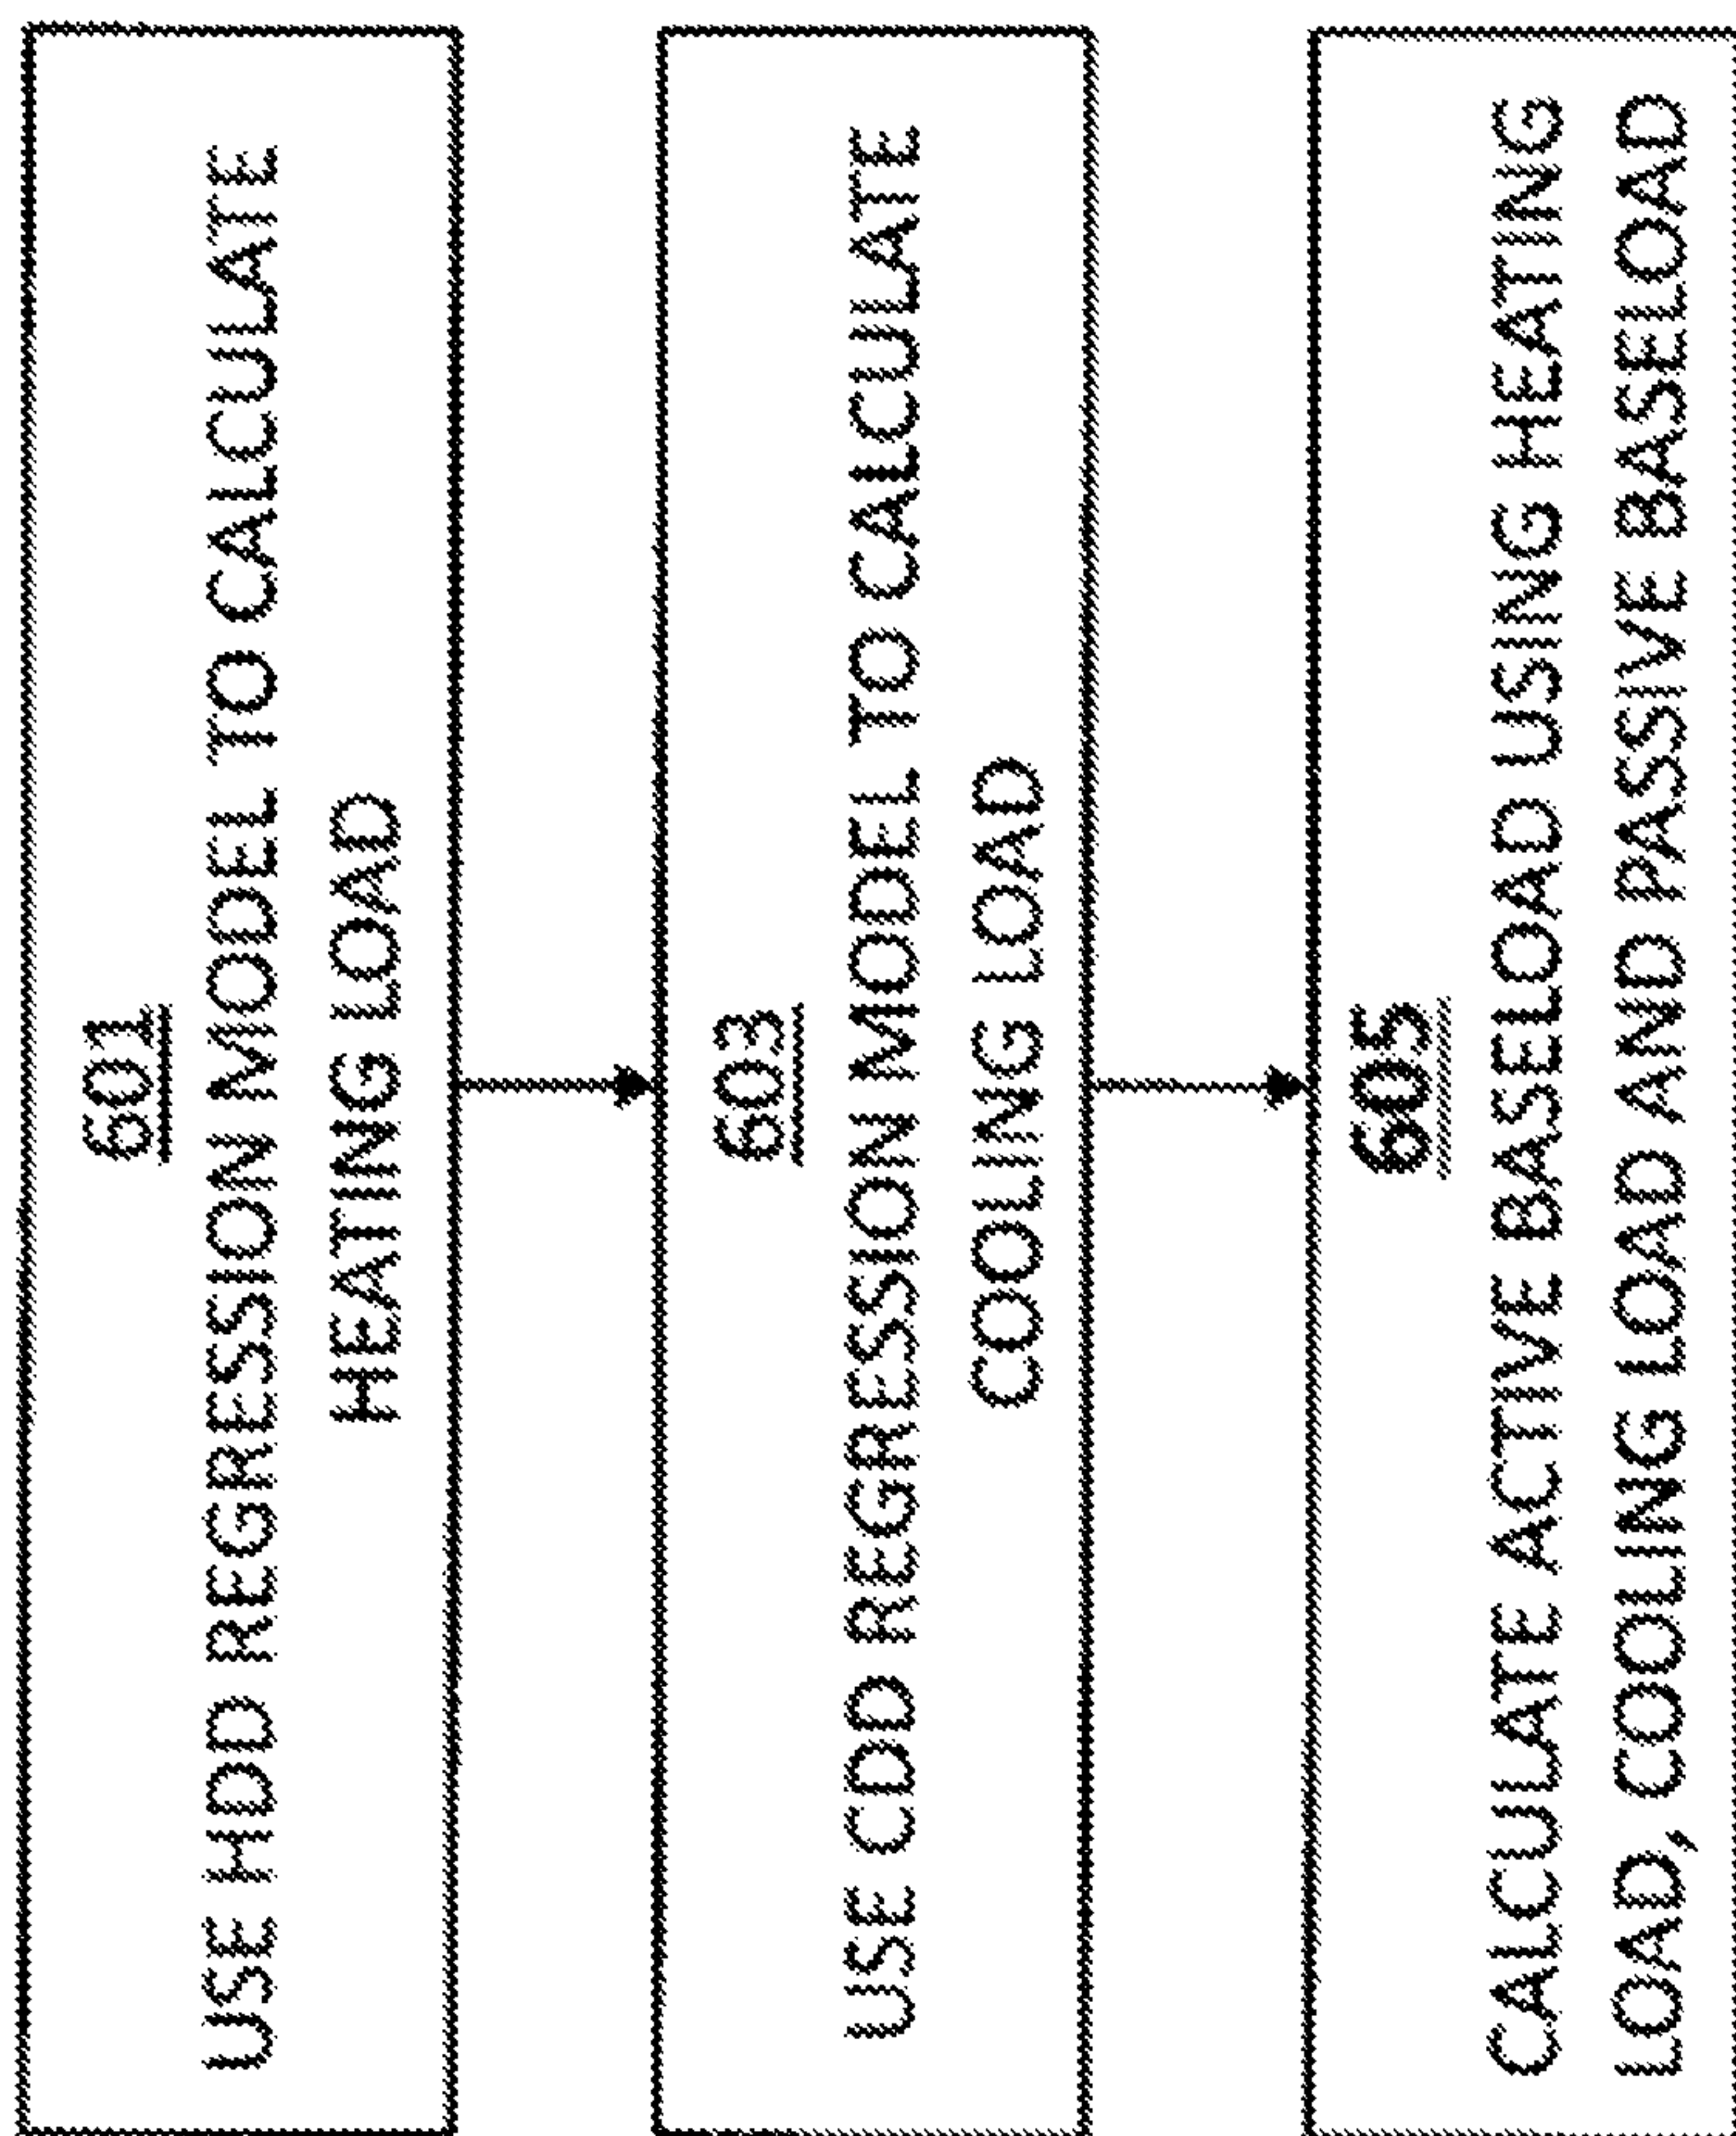 601
USE HDD REGRESSION MODEL TO CALCULATE
HEATING LOAD
603
USE CDD REGRESSION MODEL TO CALCULATE
COOLING LOAD
605
CALCULATE ACTIVE BASELOAD USING HEATING
LOAD, COOLING LOAD AND PASSIVE BASELOAD